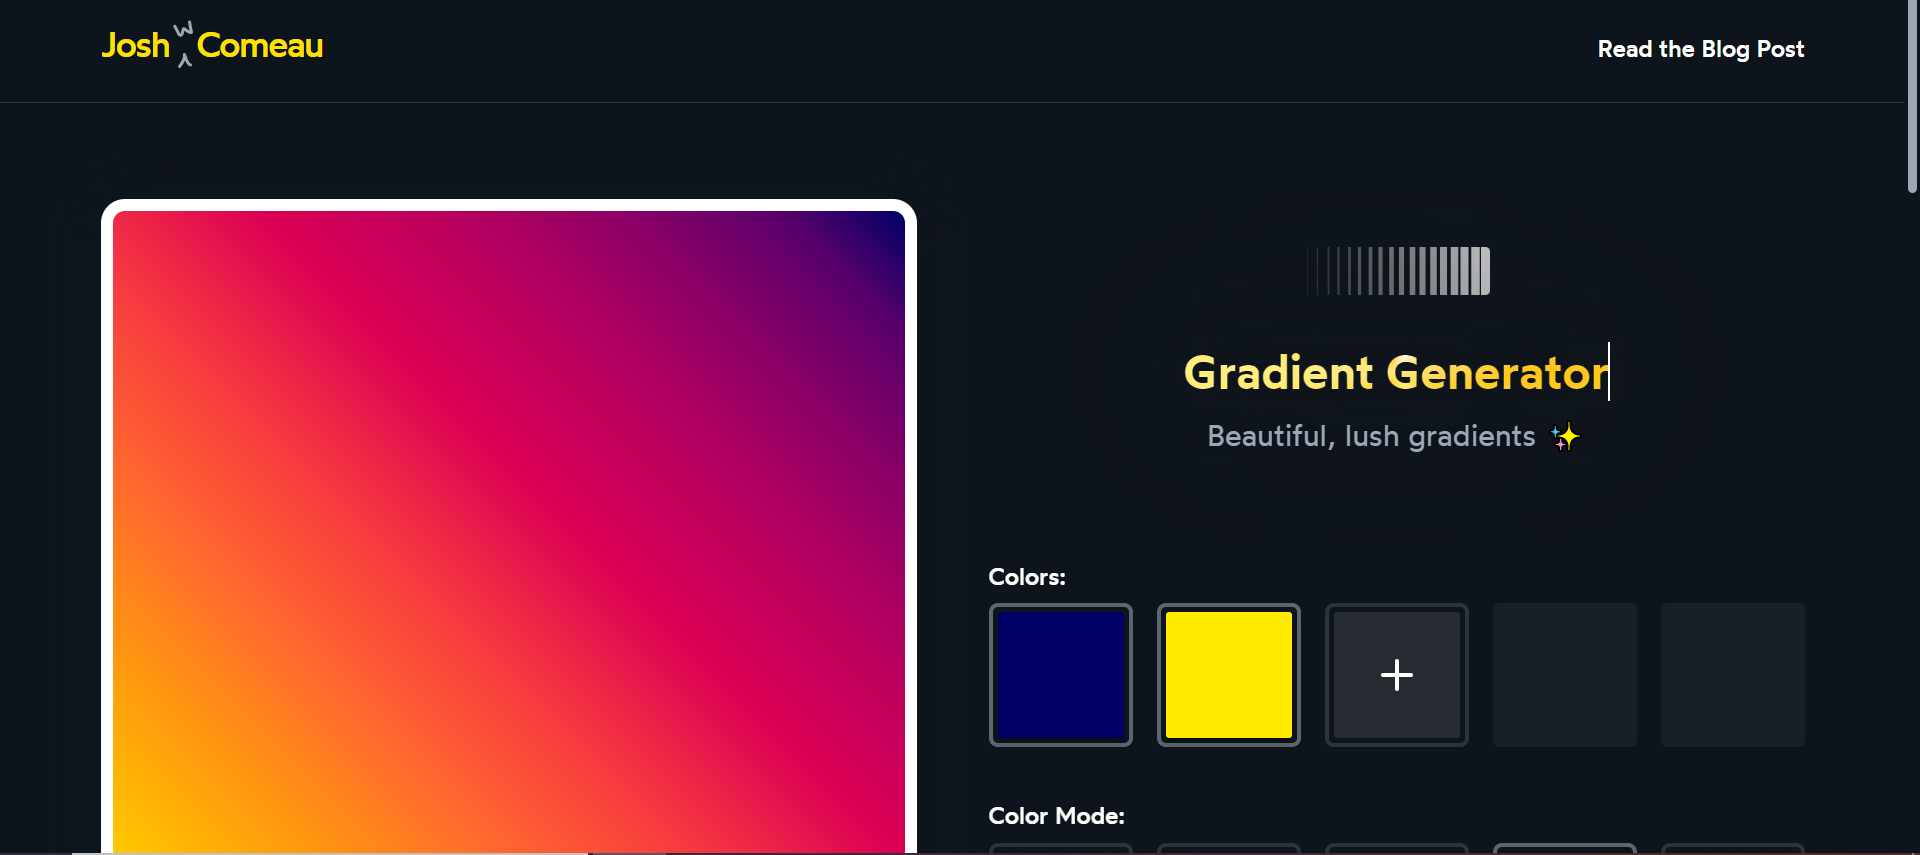 Josh W Comeau
Read the Blog Post
Gradient Generator
Beautiful, lush gradients ✨
Colors:
Color Mode: